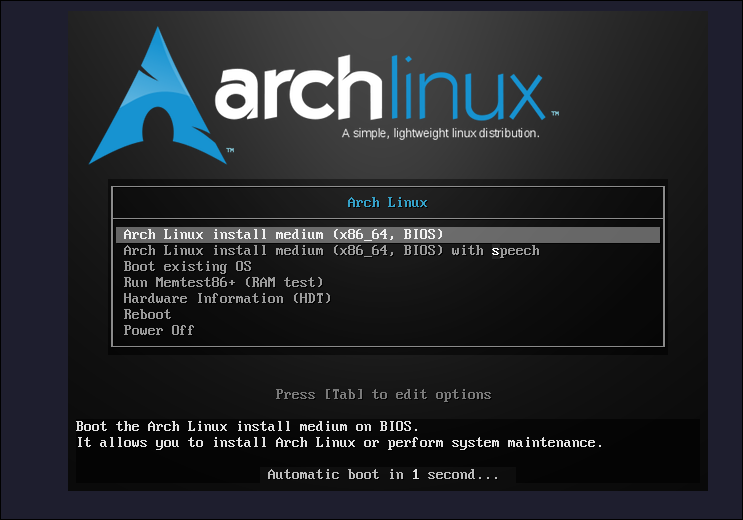 archlinux™
A simple, lightweight linux distribution.
™
Arch Linux
Arch Linux install medium (x86_64, BIOS)
Arch Linux install medium (x86_64, BIOS) with speech
Boot existing OS
Run Memtest86+ (RAM test)
Hardware Information (HDT)
Reboot
Power Off
Press [Tab] to edit options
Boot the Arch Linux install medium on BIOS.
It allows you to install Arch Linux or perform system maintenance.
Automatic boot in 1 second...